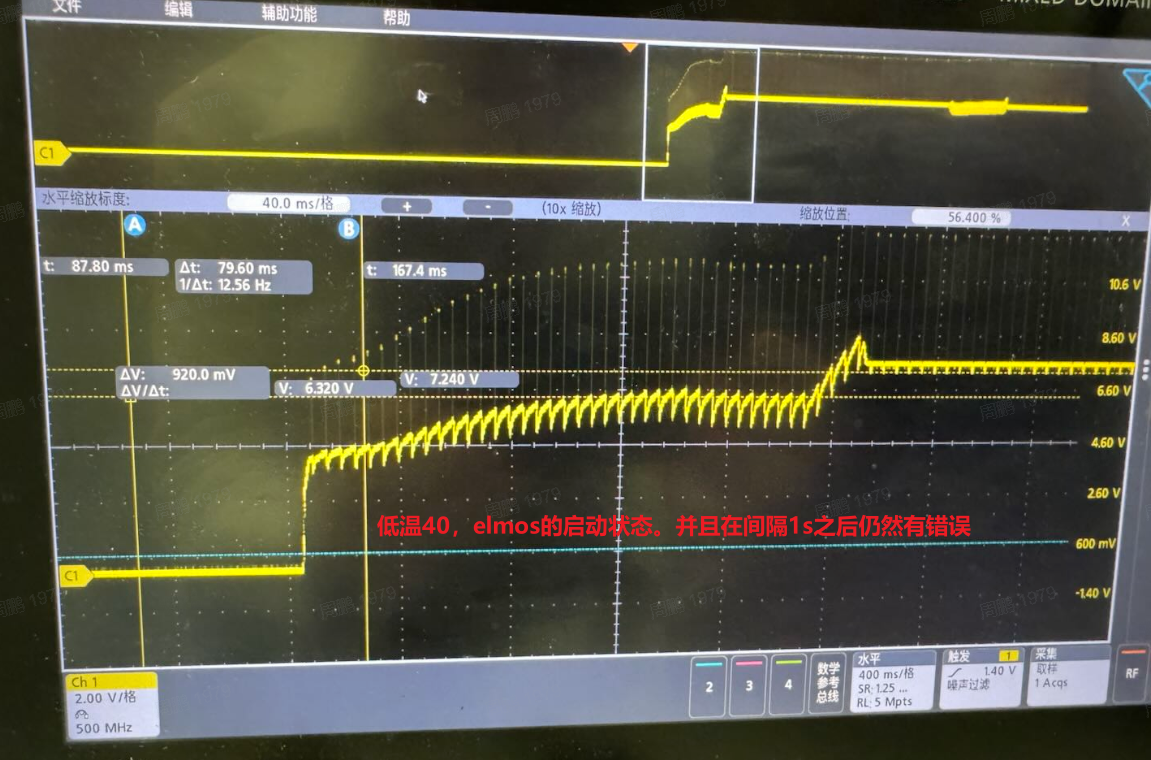 文件 编辑 辅助功能 帮助
C1
水平缩放标度: 40.0 ms/格 + - (10x 缩放) 缩放位置: 56.400 % X
A B
t: 87.80 ms Δt: 79.60 ms t: 167.4 ms
1/Δt: 12.56 Hz
10.6 V
8.60 V
ΔV: 920.0 mV V: 6.320 V V: 7.240 V
ΔV/Δt:
6.60 V
4.60 V
2.60 V
低温40，elmos的启动状态。并且在间隔1s之后仍然有错误
600 mV
C1
-1.40 V
Ch 1
2.00 V/格
500 MHz
2 3 4
数学
参考
总线
水平
400 ms/格
SR: 1.25 ...
RL: 5 Mpts
触发 1
1.40 V
噪声过滤
采集
取样
1 Acqs
RF
周鹏 1979